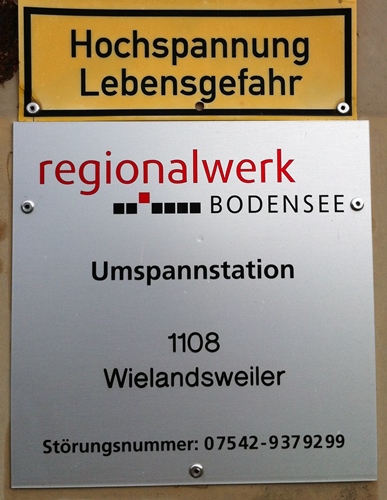 Hochspannung
Lebensgefahr
regionalwerk
BODENSEE
Umspannstation
1108
Wielandsweiler
Störungsnummer: 07542-9379299